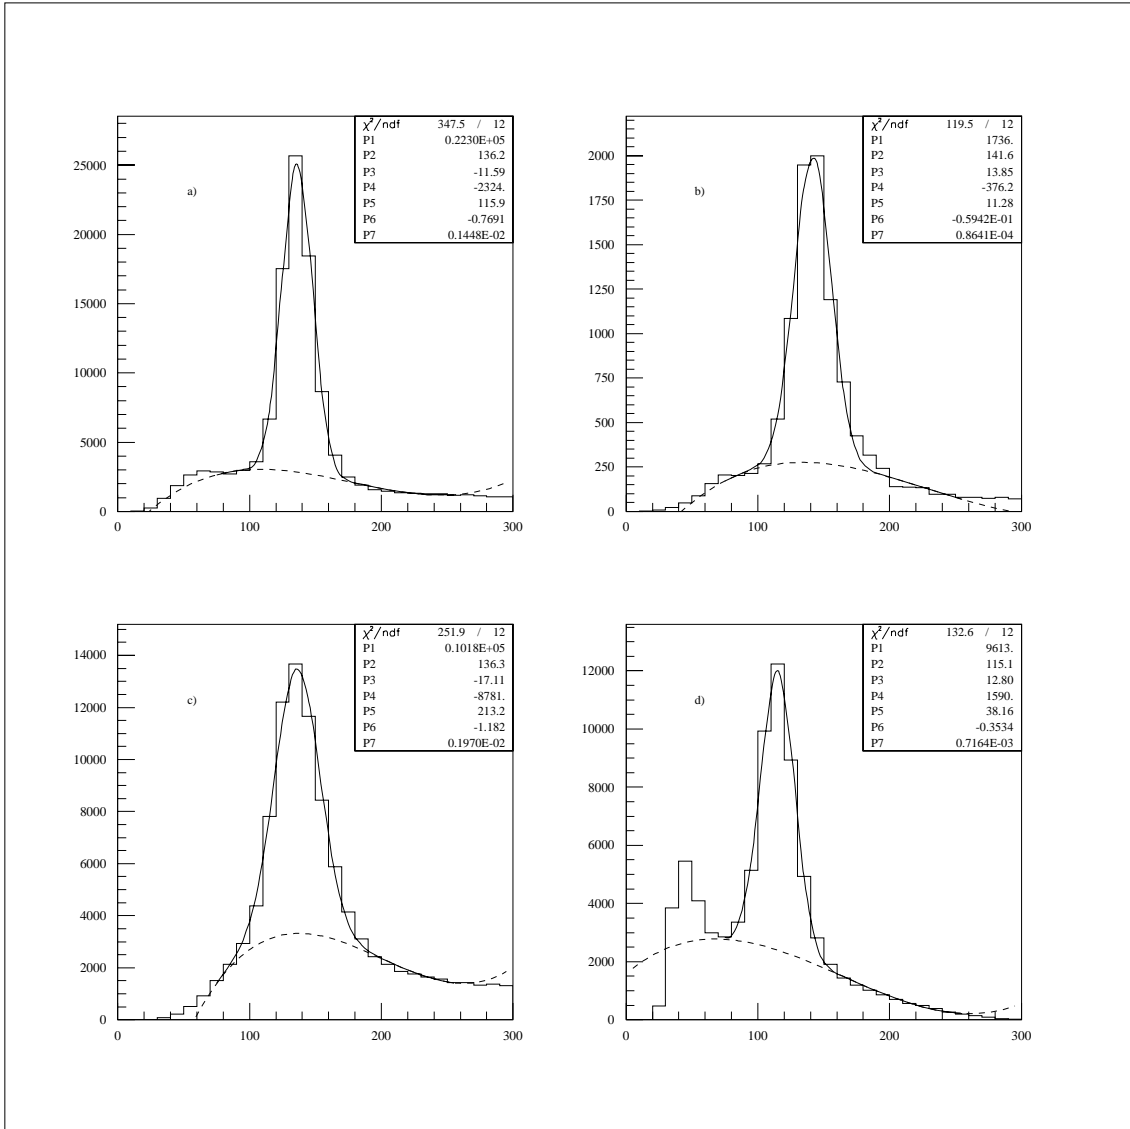 χ²/ndf 347.5 / 12
P1 0.2230E+05
P2 136.2
P3 -11.59
P4 -2324.
P5 115.9
P6 -0.7691
P7 0.1448E-02
a)
25000
20000
15000
10000
5000
0
0 100 200 300
χ²/ndf 119.5 / 12
P1 1736.
P2 141.6
P3 13.85
P4 -376.2
P5 11.28
P6 -0.5942E-01
P7 0.8641E-04
b)
2000
1750
1500
1250
1000
750
500
250
0
0 100 200 300
χ²/ndf 251.9 / 12
P1 0.1018E+05
P2 136.3
P3 -17.11
P4 -8781.
P5 213.2
P6 -1.182
P7 0.1970E-02
c)
14000
12000
10000
8000
6000
4000
2000
0
0 100 200 300
χ²/ndf 132.6 / 12
P1 9613.
P2 115.1
P3 12.80
P4 1590.
P5 38.16
P6 -0.3534
P7 0.7164E-03
d)
12000
10000
8000
6000
4000
2000
0
0 100 200 300